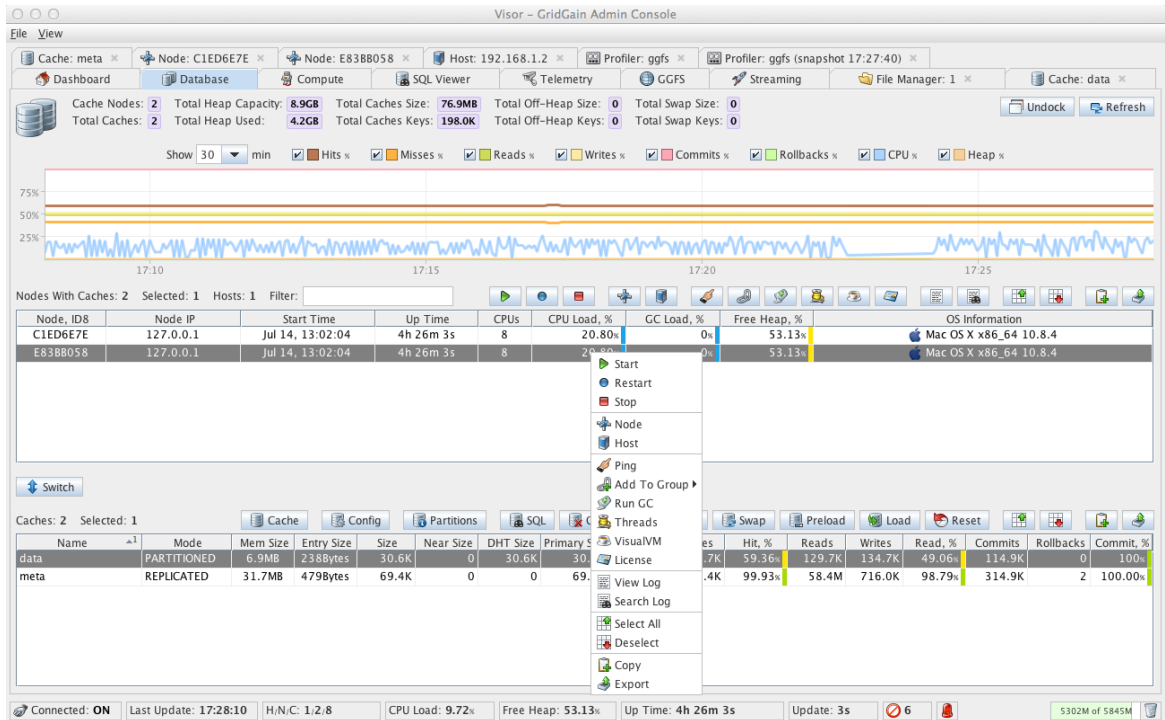 Visor – GridGain Admin Console
File View
Cache: meta Node: C1ED6E7E Node: E83BB058 Host: 192.168.1.2 Profiler: ggfs Profiler: ggfs (snapshot 17:27:40)
Dashboard Database Compute SQL Viewer Telemetry GGFS Streaming File Manager: 1 Cache: data
Cache Nodes: 2 Total Heap Capacity: 8.9GB Total Caches Size: 76.9MB Total Off-Heap Size: 0 Total Swap Size: 0 Undock Refresh
Total Caches: 2 Total Heap Used: 4.2GB Total Caches Keys: 198.0K Total Off-Heap Keys: 0 Total Swap Keys: 0
Show 30 min Hits % Misses % Reads % Writes % Commits % Rollbacks % CPU % Heap %
75%
50%
25%
17:10 17:15 17:20 17:25
Nodes With Caches: 2 Selected: 1 Hosts: 1 Filter:
Node, ID8 Node IP Start Time Up Time CPUs CPU Load, % GC Load, % Free Heap, % OS Information
C1ED6E7E 127.0.0.1 Jul 14, 13:02:04 4h 26m 3s 8 20.80% 0% 53.13% Mac OS X x86_64 10.8.4
E83BB058 127.0.0.1 Jul 14, 13:02:04 4h 26m 3s 8 20.80 0% 53.13% Mac OS X x86_64 10.8.4
Start
Restart
Stop
Node
Host
Ping
Add To Group
Run GC
Threads
VisualVM
License
View Log
Search Log
Select All
Deselect
Copy
Export
Switch
Caches: 2 Selected: 1 Cache Config Partitions SQL Swap Preload Load Reset
Name 1 Mode Mem Size Entry Size Size Near Size DHT Size Primary S es Hit, % Reads Writes Read, % Commits Rollbacks Commit, %
data PARTITIONED 6.9MB 238Bytes 30.6K 0 30.6K 30. .7K 59.36% 129.7K 134.7K 49.06% 114.9K 0 100%
meta REPLICATED 31.7MB 479Bytes 69.4K 0 0 69. .4K 99.93% 58.4M 716.0K 98.79% 314.9K 2 100.00%
Connected: ON Last Update: 17:28:10 H/N/C: 1/2/8 CPU Load: 9.72% Free Heap: 53.13% Up Time: 4h 26m 3s Update: 3s 6 5302M of 5845M